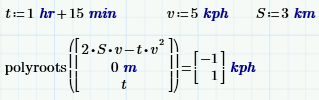 t:=1 hr+15 min v:=5 kph S:=3 km
polyroots([2•S•v−t•v² 0 m t])=[−1 1] kph